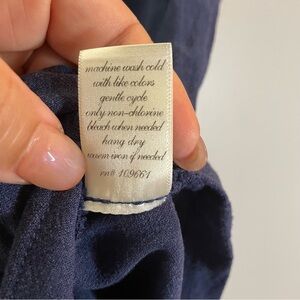 machine wash cold
with like colors
gentle cycle
only non-chlorine
bleach when needed
hang dry
warm iron if needed
rn# 109661